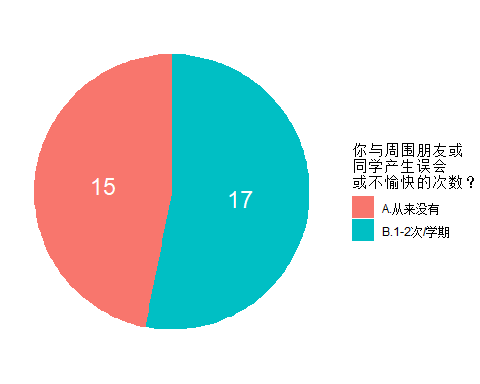 15
17
你与周围朋友或
同学产生误会
或不愉快的次数？
A.从来没有
B.1-2次/学期